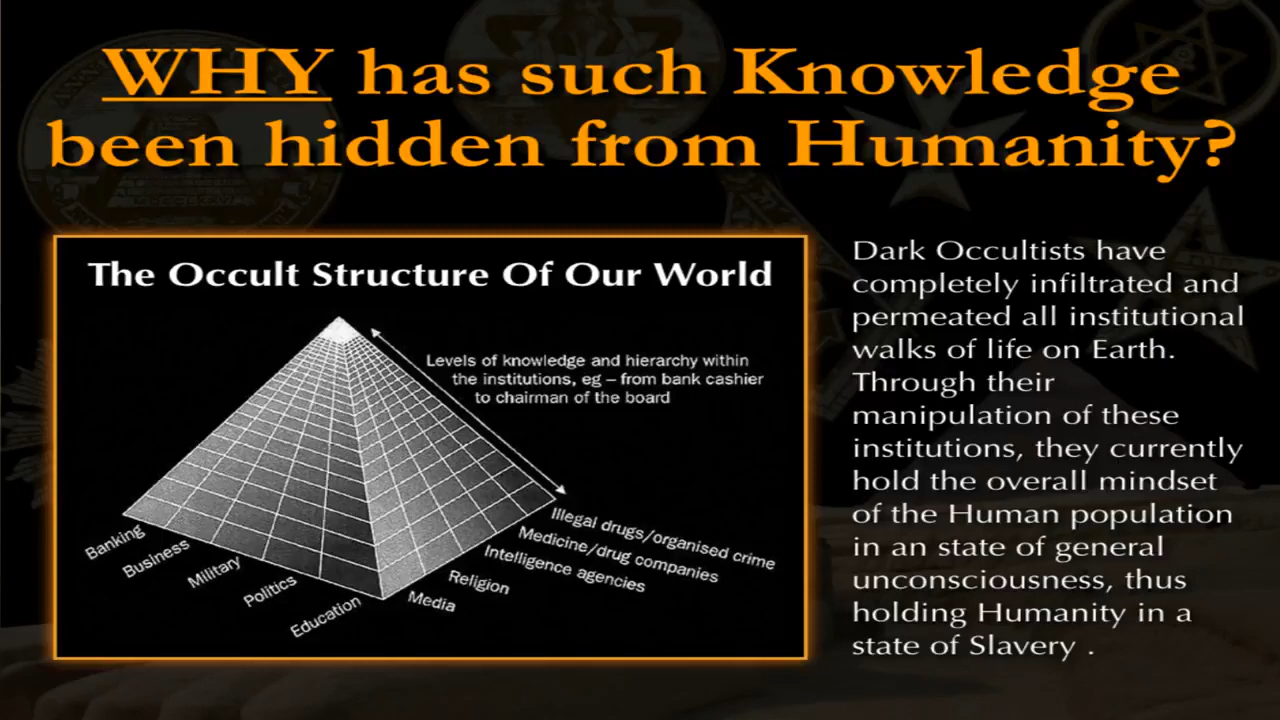 WHY has such Knowledge
been hidden from Humanity?
The Occult Structure Of Our World
Levels of knowledge and hierarchy within
the institutions, eg – from bank cashier
to chairman of the board
Banking
Business
Military
Politics
Education
Media
Religion
Intelligence agencies
Medicine/drug companies
Illegal drugs/organised crime
Dark Occultists have
completely infiltrated and
permeated all institutional
walks of life on Earth.
Through their
manipulation of these
institutions, they currently
hold the overall mindset
of the Human population
in an state of general
unconsciousness, thus
holding Humanity in a
state of Slavery .